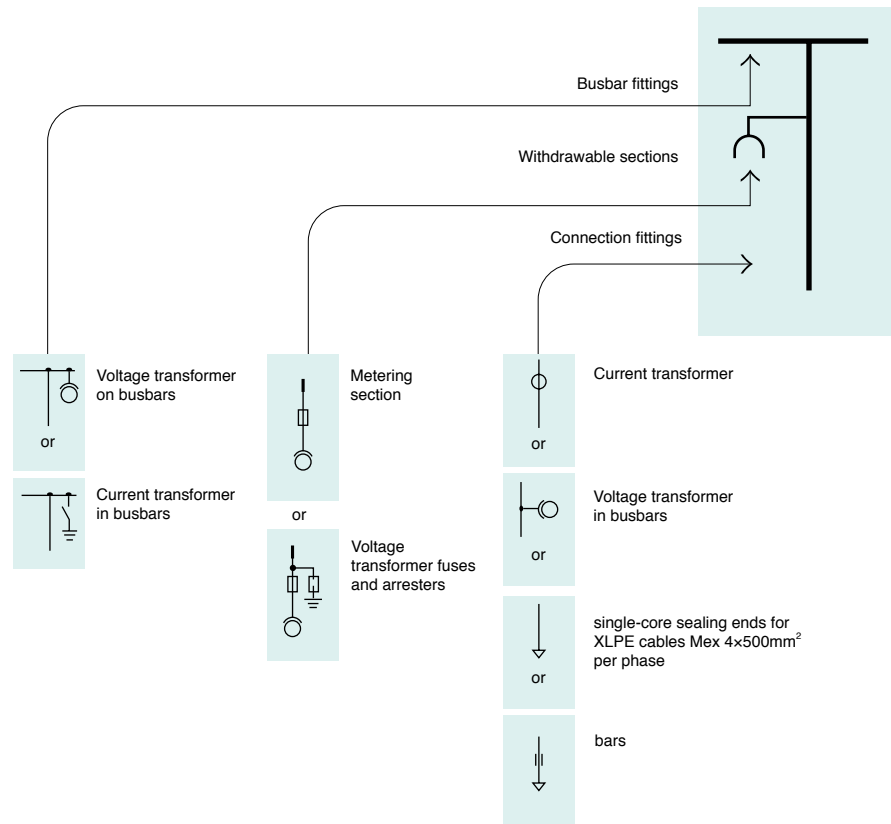 Busbar fittings
Withdrawable sections
Connection fittings
Voltage transformer
on busbars
or
Current transformer
in busbars
Metering
section
or
Voltage
transformer fuses
and arresters
Current transformer
or
Voltage transformer
in busbars
or
single-core sealing ends for
XLPE cables Mex 4×500mm²
per phase
or
bars